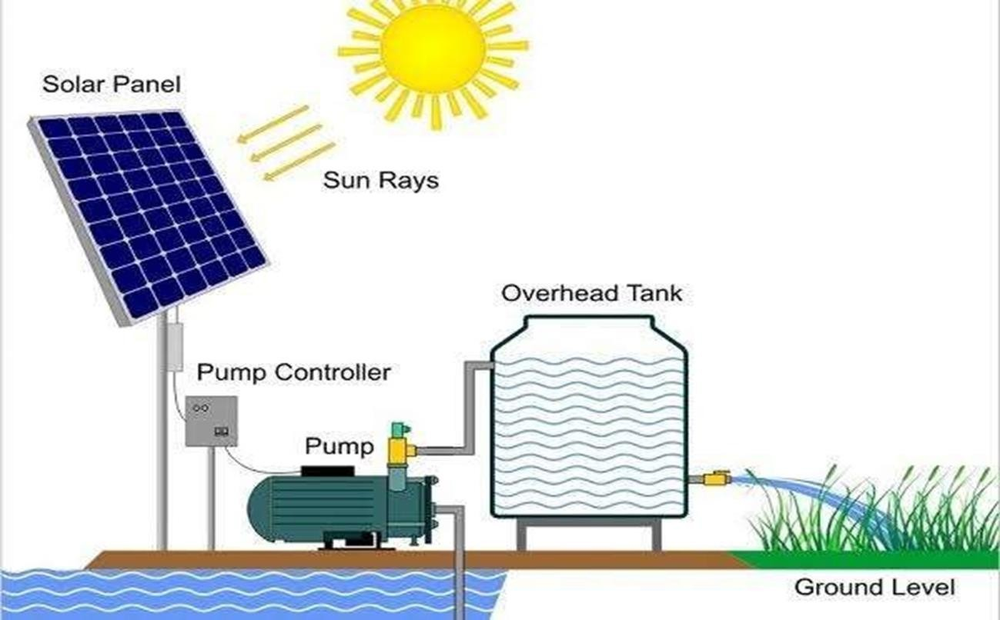 Solar Panel
Sun Rays
Overhead Tank
Pump Controller
Pump
Ground Level